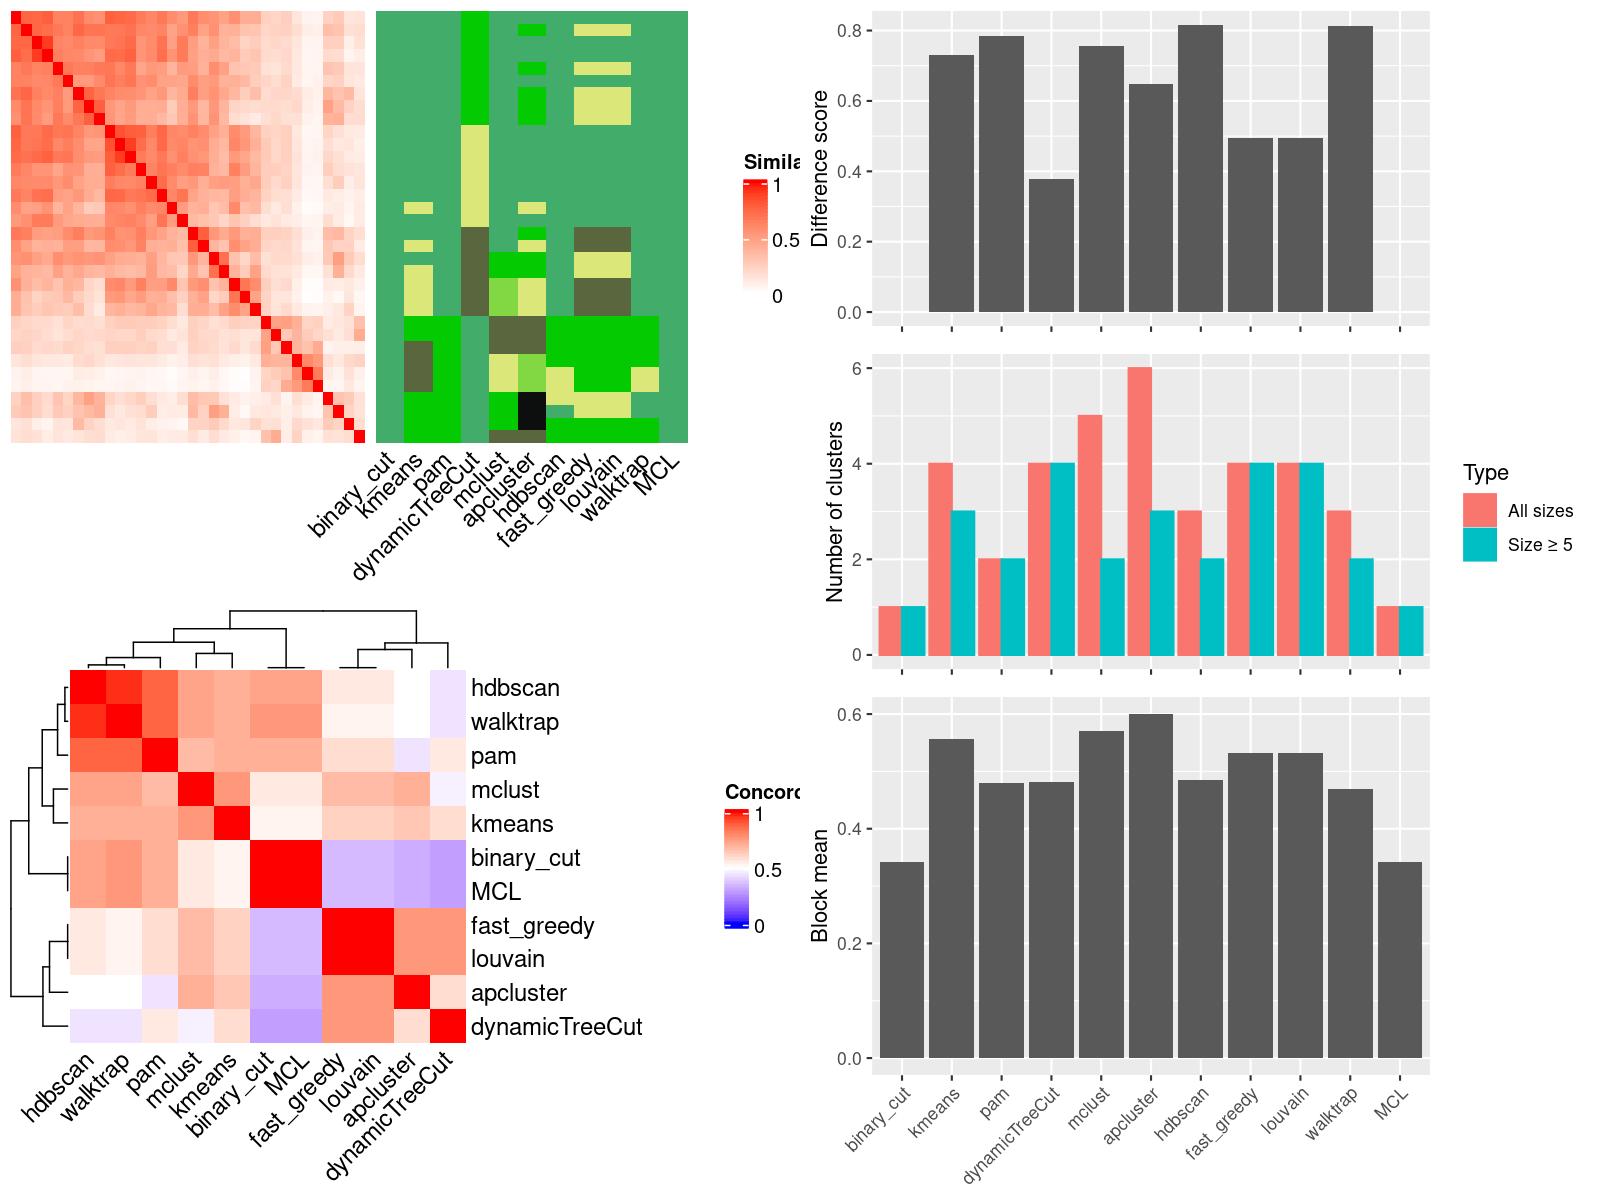 Simila
1
0.5
0
binary_cut
kmeans
pam
dynamicTreeCut
mclust
apcluster
hdbscan
fast_greedy
louvain
walktrap
MCL
Difference score
0.8
0.6
0.4
0.2
0.0
Number of clusters
6
4
2
0
Type
All sizes
Size ≥ 5
hdbscan
walktrap
pam
mclust
kmeans
binary_cut
MCL
fast_greedy
louvain
apcluster
dynamicTreeCut
hdbscan
walktrap
pam
mclust
kmeans
binary_cut
MCL
fast_greedy
louvain
apcluster
dynamicTreeCut
Concord
1
0.5
0
Block mean
0.6
0.4
0.2
0.0
binary_cut
kmeans
pam
dynamicTreeCut
mclust
apcluster
hdbscan
fast_greedy
louvain
walktrap
MCL